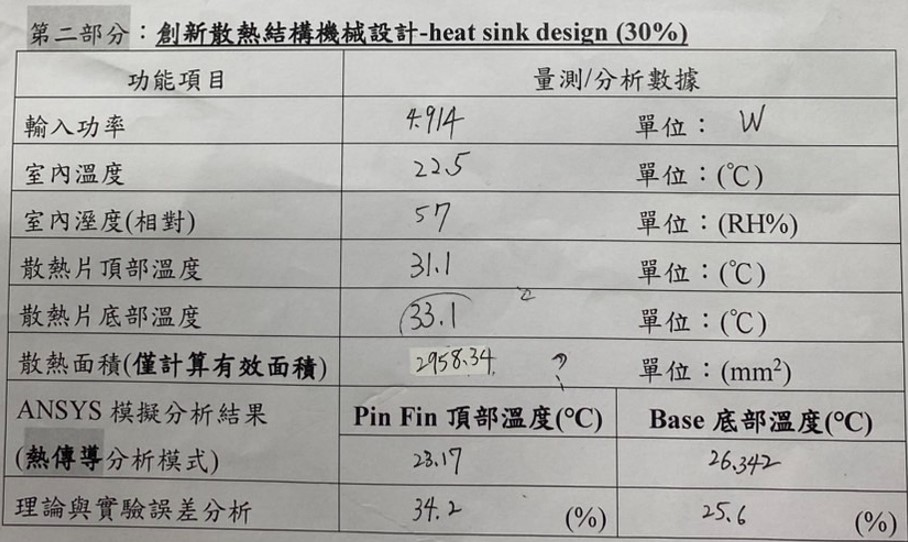 第二部分：創新散熱結構機械設計-heat sink design (30%)
功能項目 量測/分析數據
輸入功率 4.914 單位： W
室內溫度 22.5 單位：(℃)
室內溼度(相對) 57 單位：(RH%)
散熱片頂部溫度 31.1 單位：(℃)
散熱片底部溫度 33.1 2 單位：(℃)
散熱面積(僅計算有效面積) 2958.34 ? 單位：(mm²)
ANSYS 模擬分析結果 Pin Fin 頂部溫度(℃) Base 底部溫度(℃)
(熱傳導分析模式) 23.17 26.342
理論與實驗誤差分析 34.2 (%) 25.6 (%)